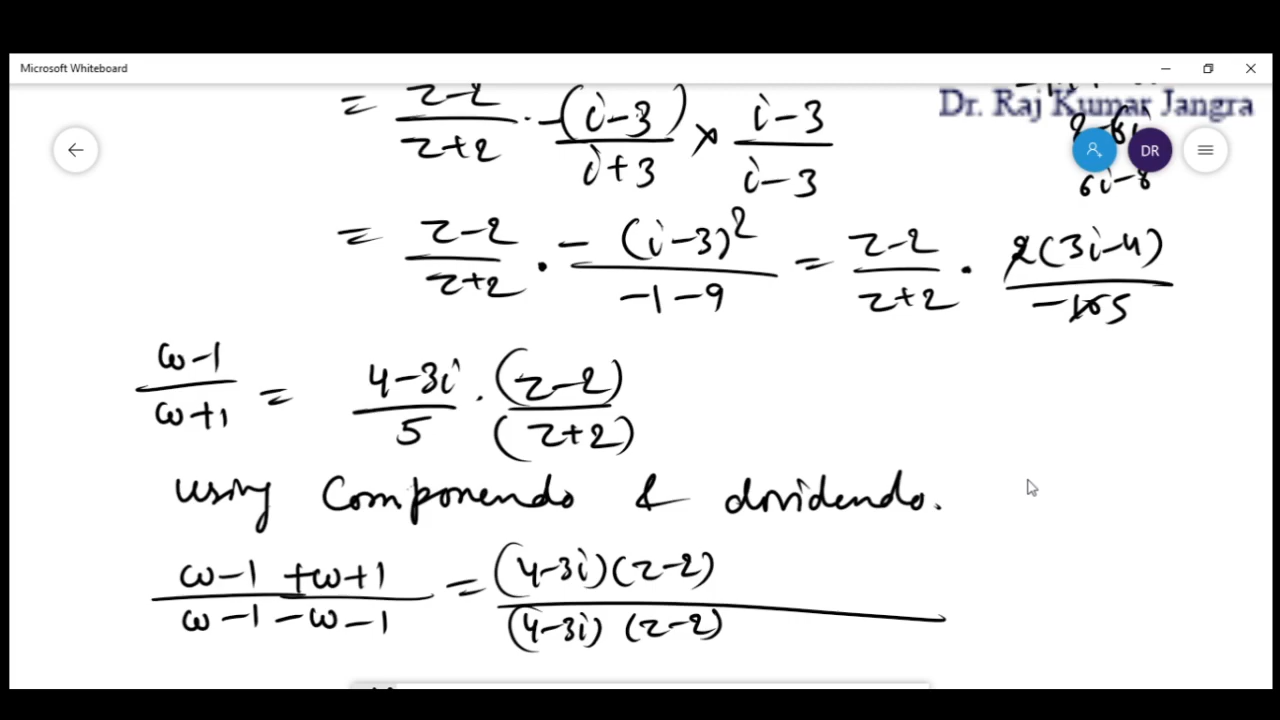 Microsoft Whiteboard
= z-2/z+2 · -(i-3)/i+3 × i-3/i-3
Dr. Raj Kumar Jangra
DR
6i-8
= z-2/z+2 · -(i-3)²/-1-9 = z-2/z+2 · 2(3i-4)/-105
ω-1/ω+1 = 4-3i/5 · (z-2)/(z+2)
using Componendo & dovidendo.
ω-1+ω+1/ω-1-ω-1 = (4-3i)(z-2)/(4-3i)(z-2)